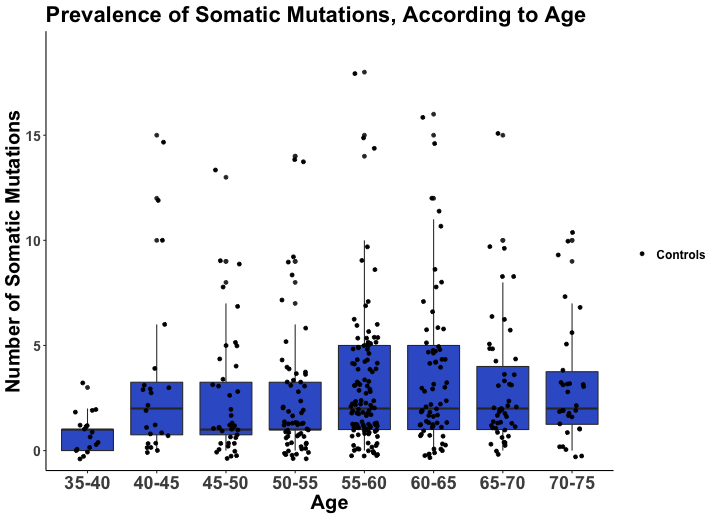 Prevalence of Somatic Mutations, According to Age
Number of Somatic Mutations
15
10
5
0
35-40 40-45 45-50 50-55 55-60 60-65 65-70 70-75
Age
Controls